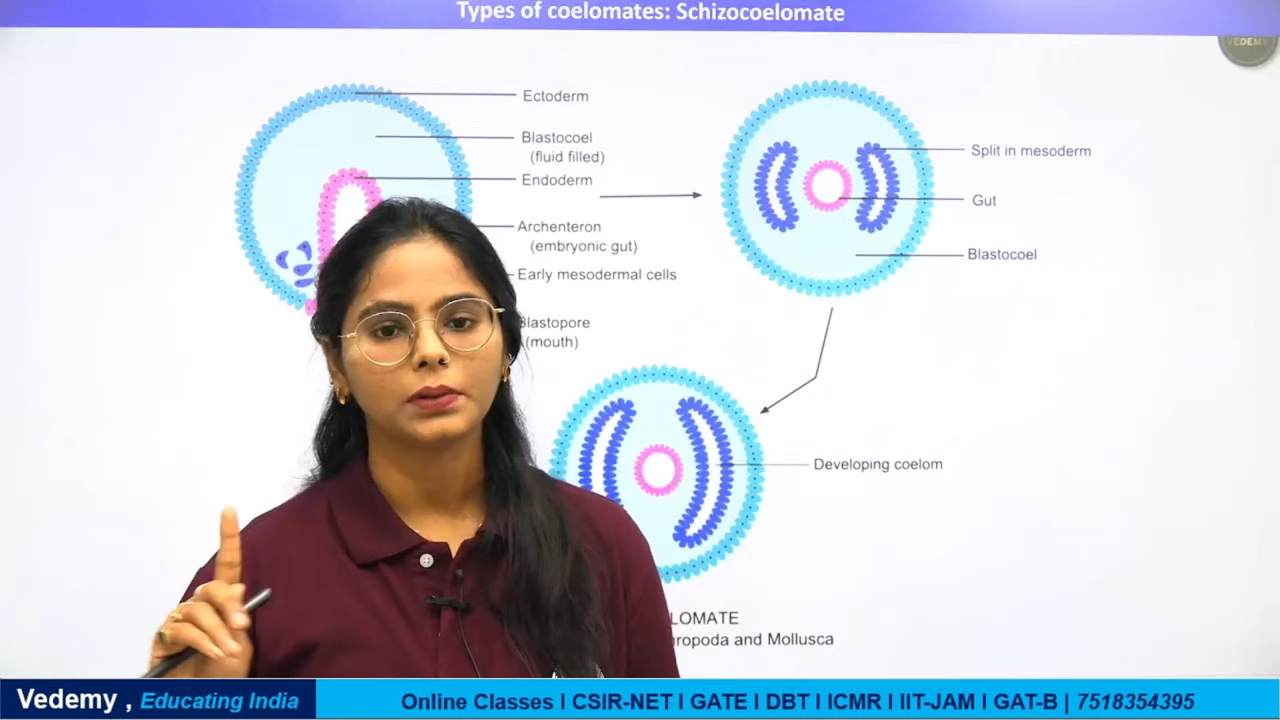 Types of coelomates: Schizocoelomate
VEDEMY
Ectoderm
Blastocoel
(fluid filled)
Endoderm
Archenteron
(embryonic gut)
Early mesodermal cells
Blastopore
(mouth)
Split in mesoderm
Gut
Blastocoel
Developing coelom
LOMATE
ropoda and Mollusca
Vedemy , Educating India
Online Classes I CSIR-NET I GATE I DBT I ICMR I IIT-JAM I GAT-B | 7518354395